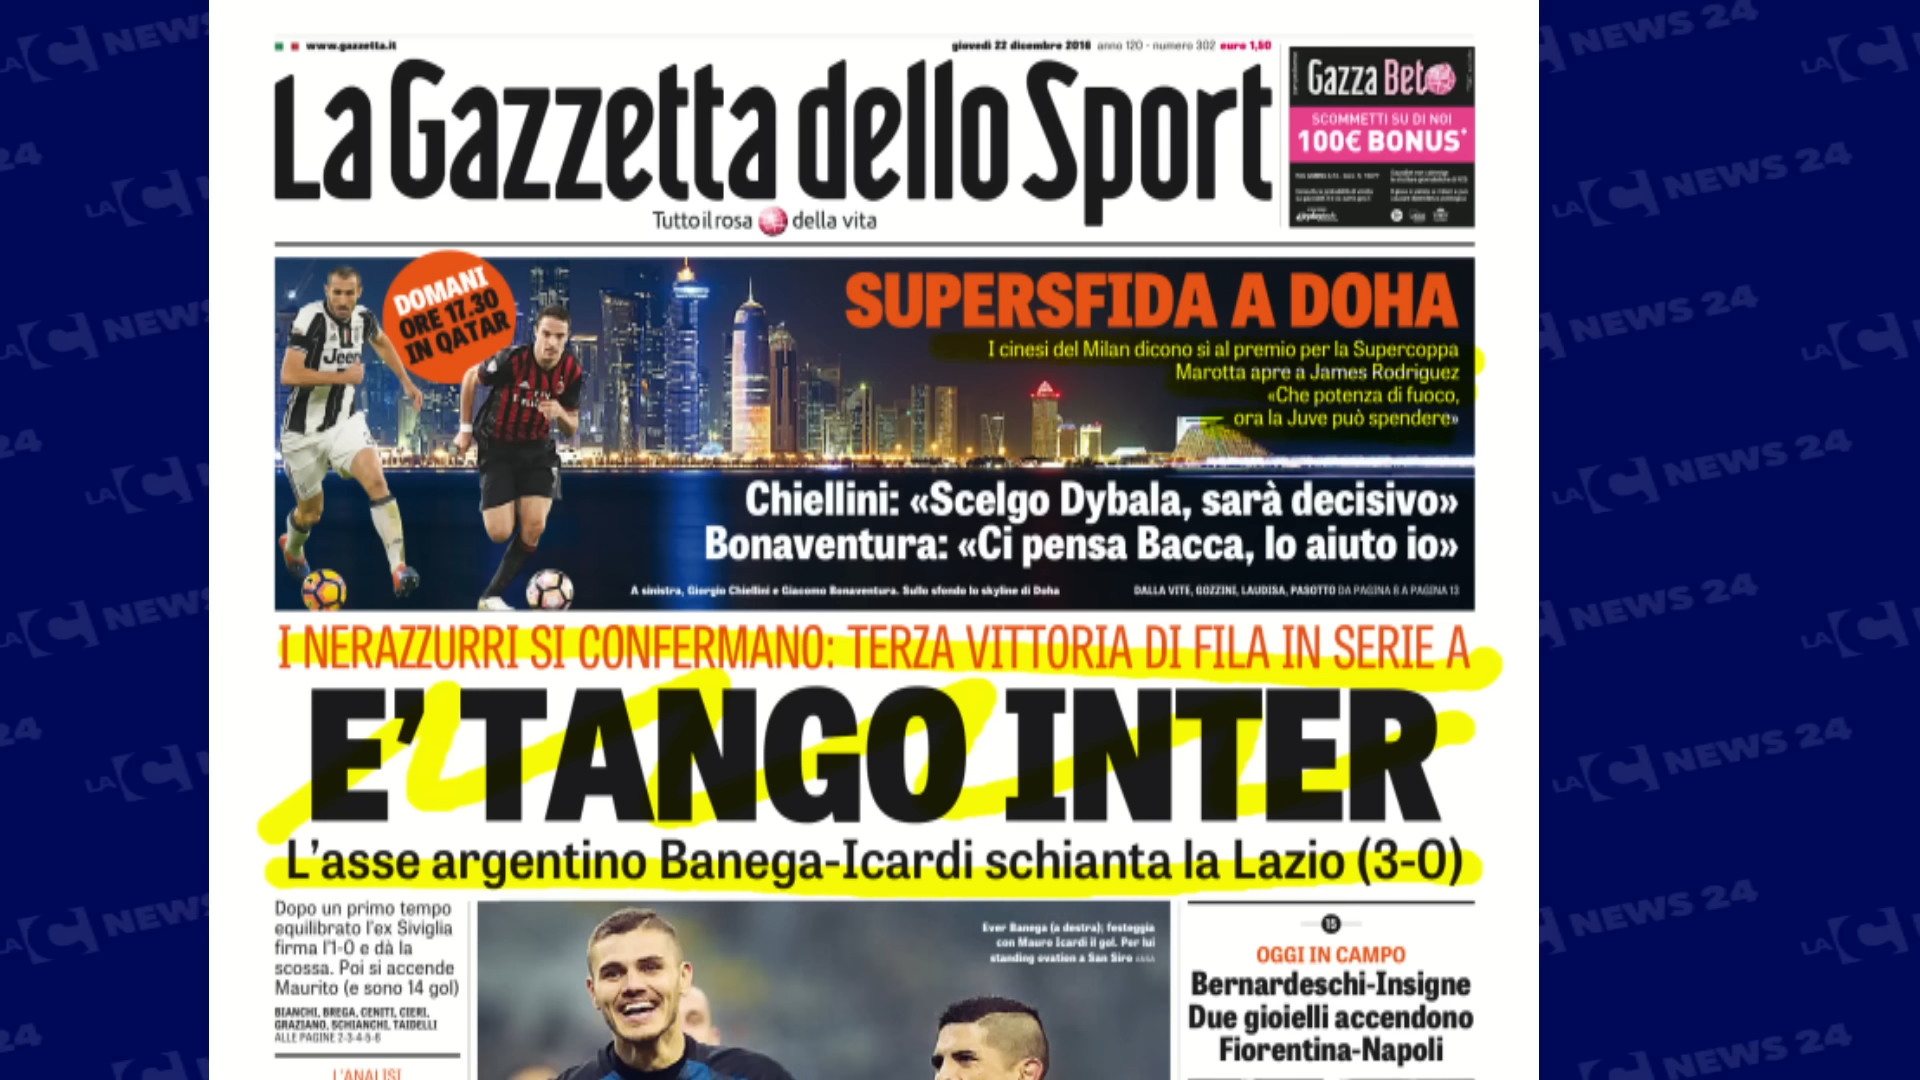 www.gazzetta.it
giovedì 22 dicembre 2016 anno 120 - numero 302 euro 1,50
La Gazzetta dello Sport
Tutto il rosa della vita
Gazza Bet
SCOMMETTI SU DI NOI
100€ BONUS*
DOMANI
ORE 17.30
IN QATAR
Jeep
SUPERSFIDA A DOHA
I cinesi del Milan dicono sì al premio per la Supercoppa
Marotta apre a James Rodriguez
«Che potenza di fuoco,
ora la Juve può spendere»
Chiellini: «Scelgo Dybala, sarà decisivo»
Bonaventura: «Ci pensa Bacca, lo aiuto io»
A sinistra, Giorgio Chiellini e Giacomo Bonaventura. Sullo sfondo lo skyline di Doha
DALLA VITE, GOZZINI, LAUDISA, PASOTTO DA PAGINA 8 A PAGINA 13
I NERAZZURRI SI CONFERMANO: TERZA VITTORIA DI FILA IN SERIE A
E' TANGO INTER
L'asse argentino Banega-Icardi schianta la Lazio (3-0)
Dopo un primo tempo
equilibrato l'ex Siviglia
firma l'1-0 e dà la
scossa. Poi si accende
Maurito (e sono 14 gol)
BIANCHI, BREGA, CENITI, CIERI,
GRAZIANO, SCHIANCHI, TAIDELLI
ALLE PAGINE 2-3-4-5-6
L'ANALISI
Ever Banega (a destra); festeggia
con Mauro Icardi il gol. Per lui
standing ovation a San Siro ANSA
15
OGGI IN CAMPO
Bernardeschi-Insigne
Due gioielli accendono
Fiorentina-Napoli
LA C NEWS 24